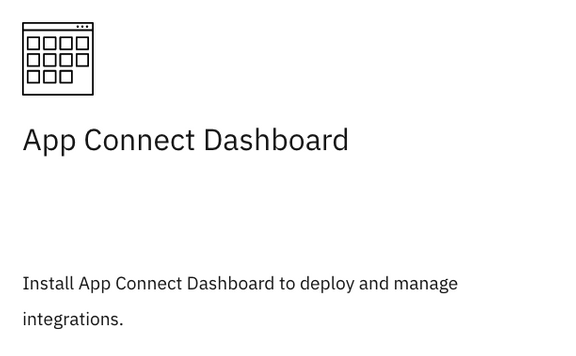 App Connect Dashboard
Install App Connect Dashboard to deploy and manage
integrations.